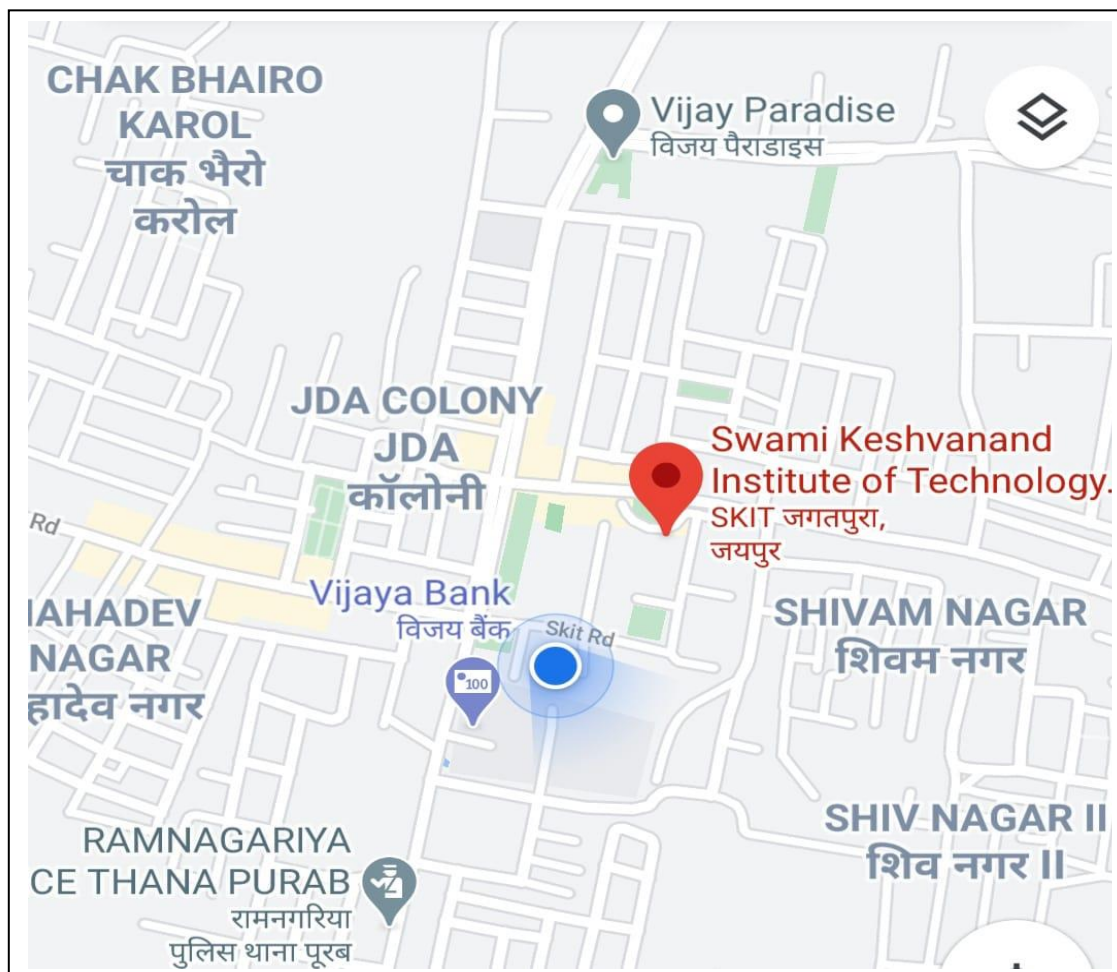 CHAK BHAIRO
KAROL
चाक भैरो
करोल
Vijay Paradise
विजय पैराडाइस
JDA COLONY
JDA
कॉलोनी
Swami Keshvanand
Institute of Technology.
SKIT जगतपुरा,
जयपुर
Rd
Vijaya Bank
विजय बैंक
Skit Rd
100
IAHADEV
NAGAR
हादेव नगर
SHIVAM NAGAR
शिवम नगर
SHIV NAGAR II
शिव नगर II
RAMNAGARIYA
CE THANA PURAB
रामनगरिया
पुलिस थाना पूरब